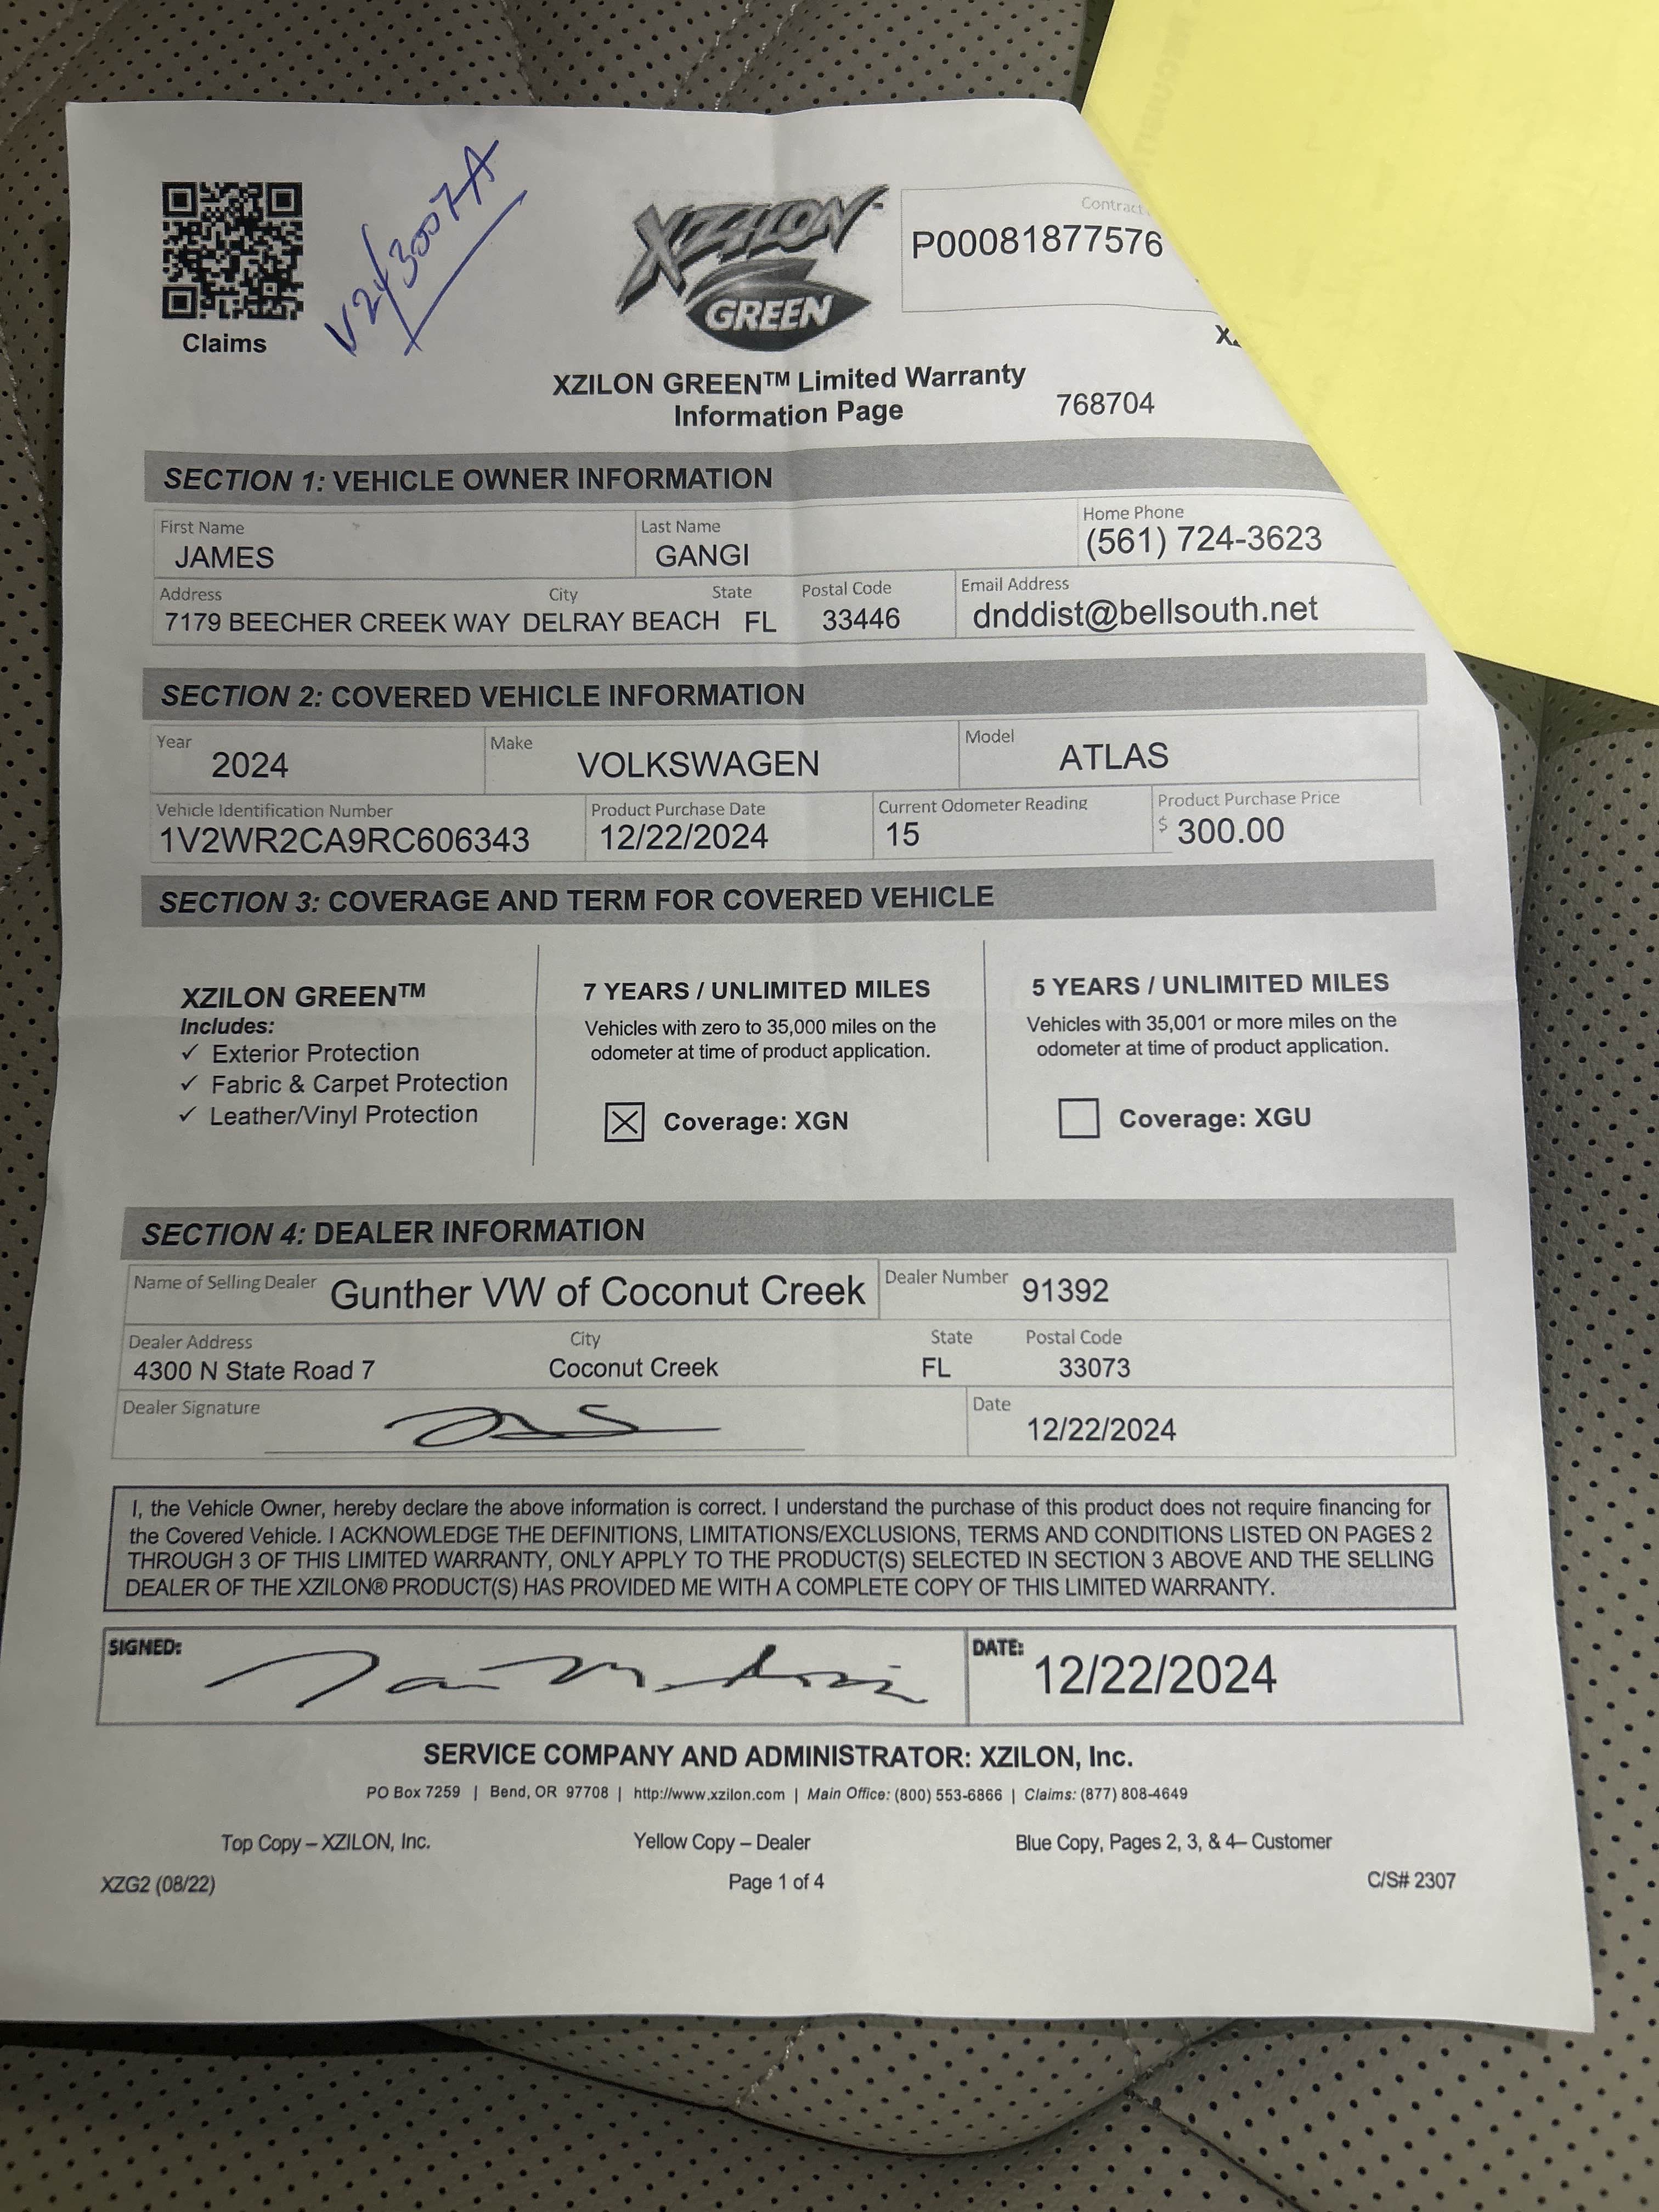 V24/3007A
Claims
XZILON
GREEN
Contract
P00081877576
XZILON GREEN™ Limited Warranty
Information Page
768704
SECTION 1: VEHICLE OWNER INFORMATION
First Name Last Name Home Phone
JAMES GANGI (561) 724-3623
Address City State Postal Code Email Address
7179 BEECHER CREEK WAY DELRAY BEACH FL 33446 dnddist@bellsouth.net
SECTION 2: COVERED VEHICLE INFORMATION
Year 2024 Make VOLKSWAGEN Model ATLAS
Vehicle Identification Number Product Purchase Date Current Odometer Reading Product Purchase Price
1V2WR2CA9RC606343 12/22/2024 15 $ 300.00
SECTION 3: COVERAGE AND TERM FOR COVERED VEHICLE
XZILON GREEN™
Includes:
✓ Exterior Protection
✓ Fabric & Carpet Protection
✓ Leather/Vinyl Protection
7 YEARS / UNLIMITED MILES
Vehicles with zero to 35,000 miles on the
odometer at time of product application.
☒ Coverage: XGN
5 YEARS / UNLIMITED MILES
Vehicles with 35,001 or more miles on the
odometer at time of product application.
☐ Coverage: XGU
SECTION 4: DEALER INFORMATION
Name of Selling Dealer Gunther VW of Coconut Creek Dealer Number 91392
Dealer Address City State Postal Code
4300 N State Road 7 Coconut Creek FL 33073
Dealer Signature Date
12/22/2024
I, the Vehicle Owner, hereby declare the above information is correct. I understand the purchase of this product does not require financing for
the Covered Vehicle. I ACKNOWLEDGE THE DEFINITIONS, LIMITATIONS/EXCLUSIONS, TERMS AND CONDITIONS LISTED ON PAGES 2
THROUGH 3 OF THIS LIMITED WARRANTY, ONLY APPLY TO THE PRODUCT(S) SELECTED IN SECTION 3 ABOVE AND THE SELLING
DEALER OF THE XZILON® PRODUCT(S) HAS PROVIDED ME WITH A COMPLETE COPY OF THIS LIMITED WARRANTY.
SIGNED: DATE: 12/22/2024
SERVICE COMPANY AND ADMINISTRATOR: XZILON, Inc.
PO Box 7259 | Bend, OR 97708 | http://www.xzilon.com | Main Office: (800) 553-6866 | Claims: (877) 808-4649
Top Copy – XZILON, Inc. Yellow Copy – Dealer Blue Copy, Pages 2, 3, & 4– Customer
XZG2 (08/22) Page 1 of 4 C/S# 2307